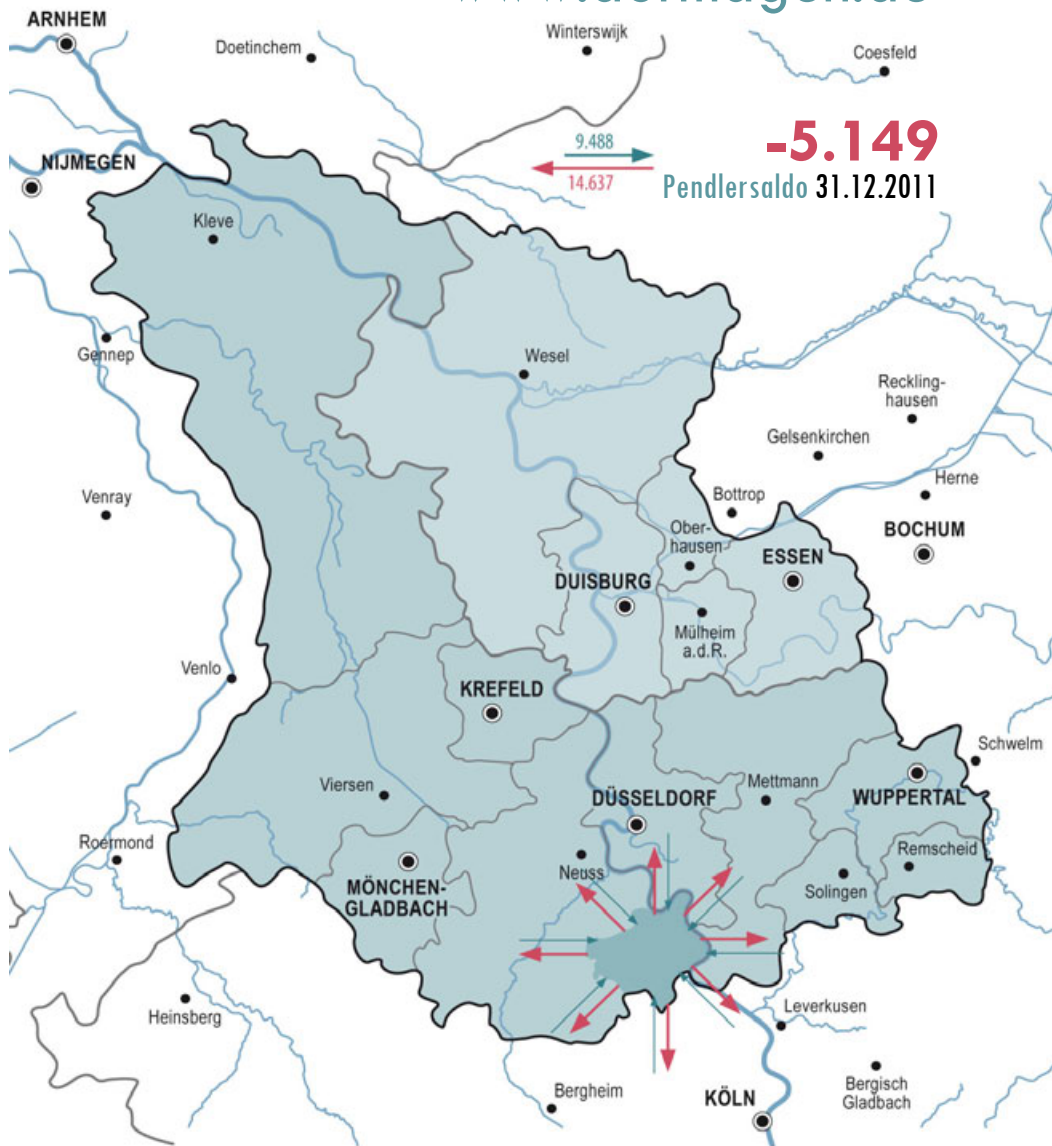 ARNHEM
Doetinchem
Winterswijk
Coesfeld
9.488
14.637
-5.149
Pendlersaldo 31.12.2011
NIJMEGEN
Kleve
Gennep
Wesel
Reckling-
hausen
Gelsenkirchen
Herne
Venray
Bottrop
BOCHUM
Ober-
hausen
ESSEN
DUISBURG
Mülheim
a.d.R.
Venlo
KREFELD
Schwelm
Viersen
Mettmann
DÜSSELDORF
WUPPERTAL
Roermond
Neuss
Remscheid
MÖNCHEN-
GLADBACH
Solingen
Heinsberg
Leverkusen
Bergheim
KÖLN
Bergisch
Gladbach